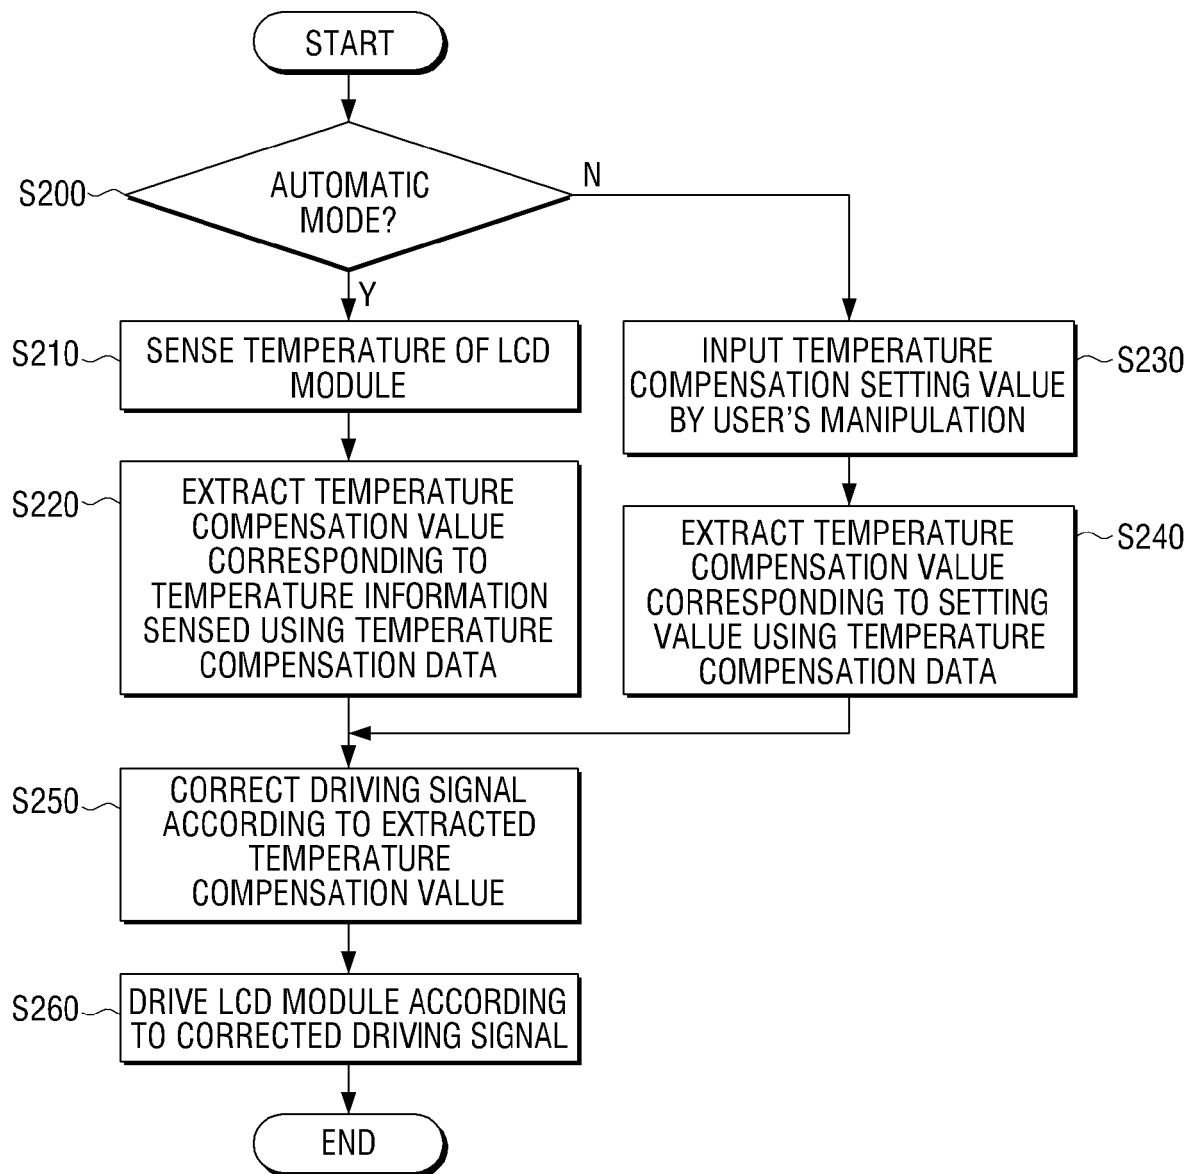 START
S200
AUTOMATIC
MODE?
N
Y
S210
SENSE TEMPERATURE OF LCD
MODULE
INPUT TEMPERATURE
COMPENSATION SETTING VALUE
BY USER'S MANIPULATION
S230
S220
EXTRACT TEMPERATURE
COMPENSATION VALUE
CORRESPONDING TO
TEMPERATURE INFORMATION
SENSED USING TEMPERATURE
COMPENSATION DATA
EXTRACT TEMPERATURE
COMPENSATION VALUE
CORRESPONDING TO SETTING
VALUE USING TEMPERATURE
COMPENSATION DATA
S240
S250
CORRECT DRIVING SIGNAL
ACCORDING TO EXTRACTED
TEMPERATURE
COMPENSATION VALUE
S260
DRIVE LCD MODULE ACCORDING
TO CORRECTED DRIVING SIGNAL
END